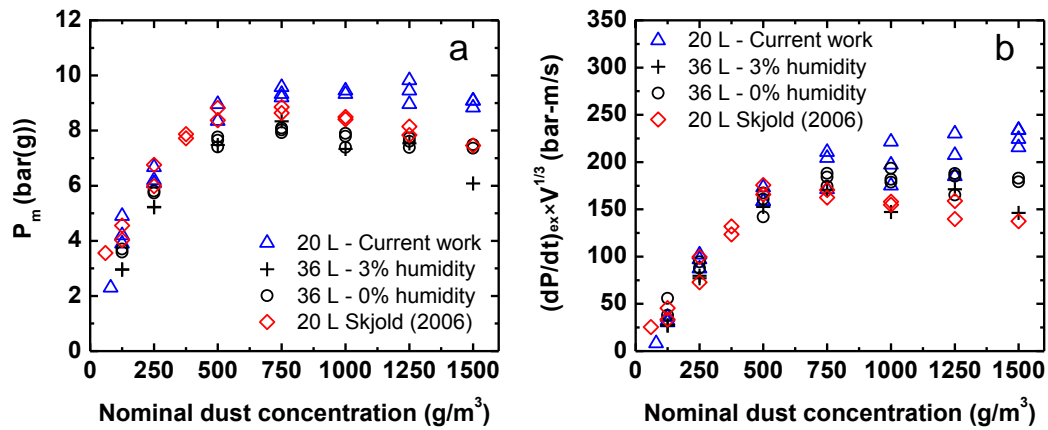 12
10
8
6
4
2
0
P_m (bar(g))
a
20 L - Current work
36 L - 3% humidity
36 L - 0% humidity
20 L Skjold (2006)
0 250 500 750 1000 1250 1500
Nominal dust concentration (g/m³)
350
300
250
200
150
100
50
0
(dP/dt)ₑₓ×V^1/3 (bar-m/s)
b
20 L - Current work
36 L - 3% humidity
36 L - 0% humidity
20 L Skjold (2006)
0 250 500 750 1000 1250 1500
Nominal dust concentration (g/m³)